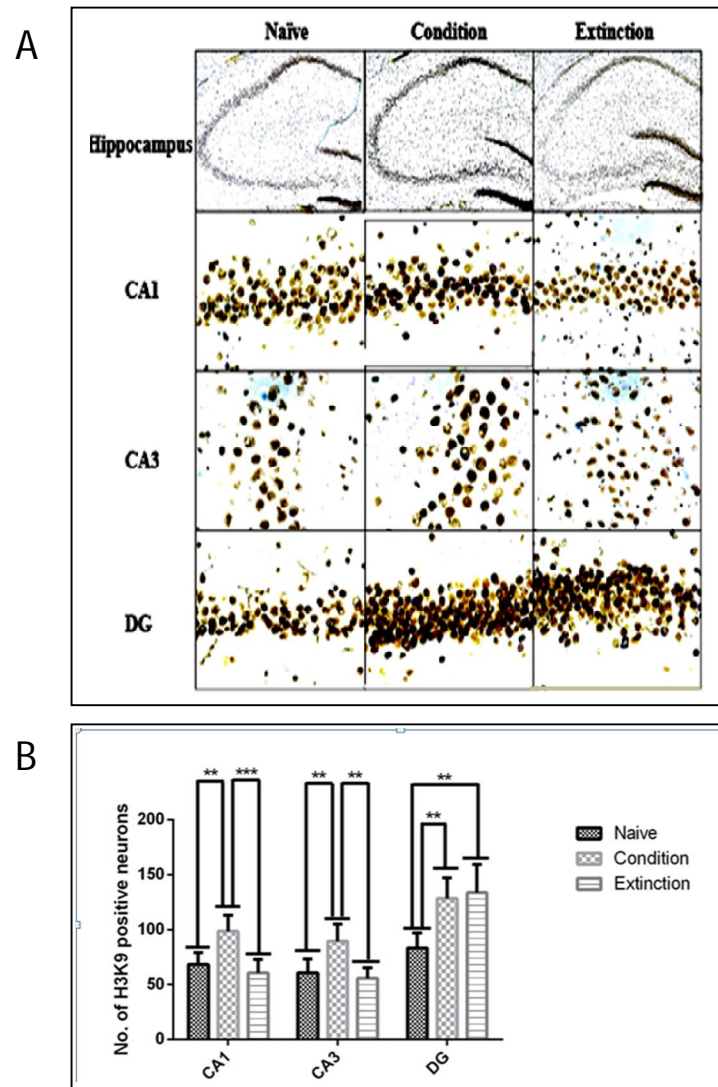 A
Naïve Condition Extinction
Hippocampus
CA1
CA3
DG
B
** *** ** ** ** **
200
150
100
50
0
No. of H3K9 positive neurons
CA1 CA3 DG
Naive
Condition
Extinction